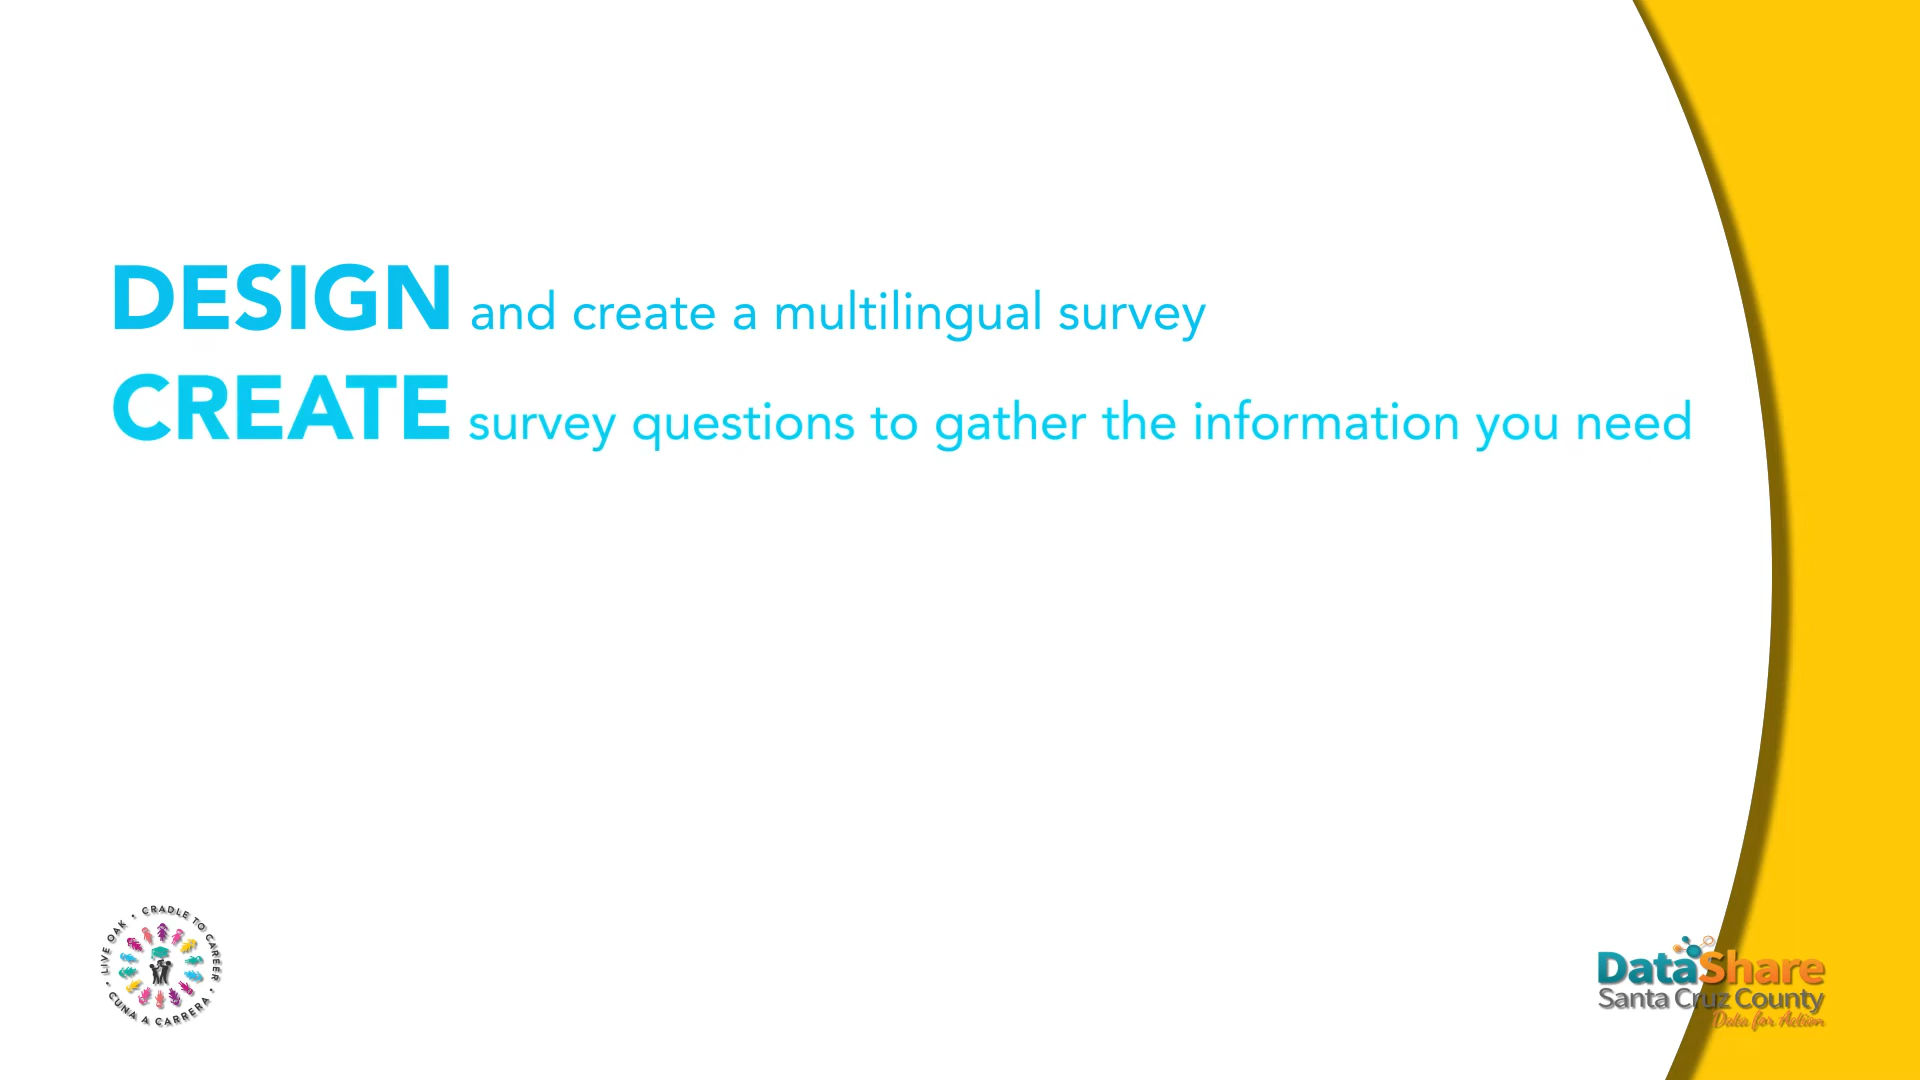 DESIGN and create a multilingual survey
CREATE survey questions to gather the information you need
LIVE OAK • CRADLE TO CAREER •
CUNA A CARRERA •
DataShare
Santa Cruz County
Data for Action